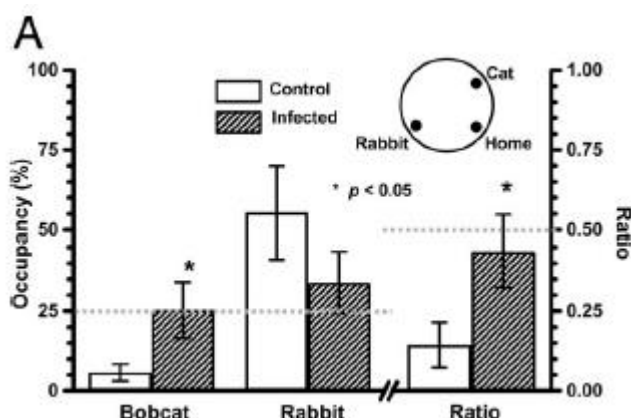 A
100
75
50
25
0
Occupancy (%)
Control
Infected
Cat
Rabbit
Home
* p < 0.05
*
*
1.00
0.75
0.50
0.25
0.00
Ratio
Bobcat
Rabbit
Ratio